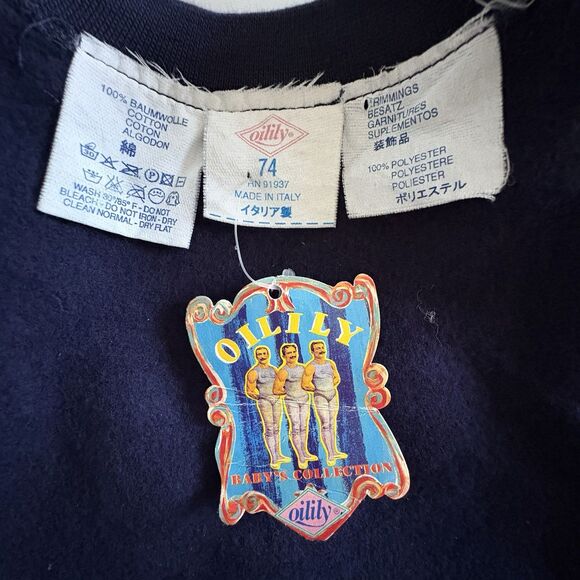 100% BAUMWOLLE
COTTON
COTON
ALGODON
綿
30
WASH 30°/85° F DO NOT
BLEACH - DO NOT IRON - DRY
CLEAN NORMAL - DRY FLAT
oilily®
74
RN 91937
MADE IN ITALY
イタリア製
TRIMMINGS
BESATZ
GARNITURES
SUPLEMENTOS
装飾品
100% POLYESTER
POLYESTERE
POLIESTER
ポリエステル
OILILY
BABY'S COLLECTION
oilily®